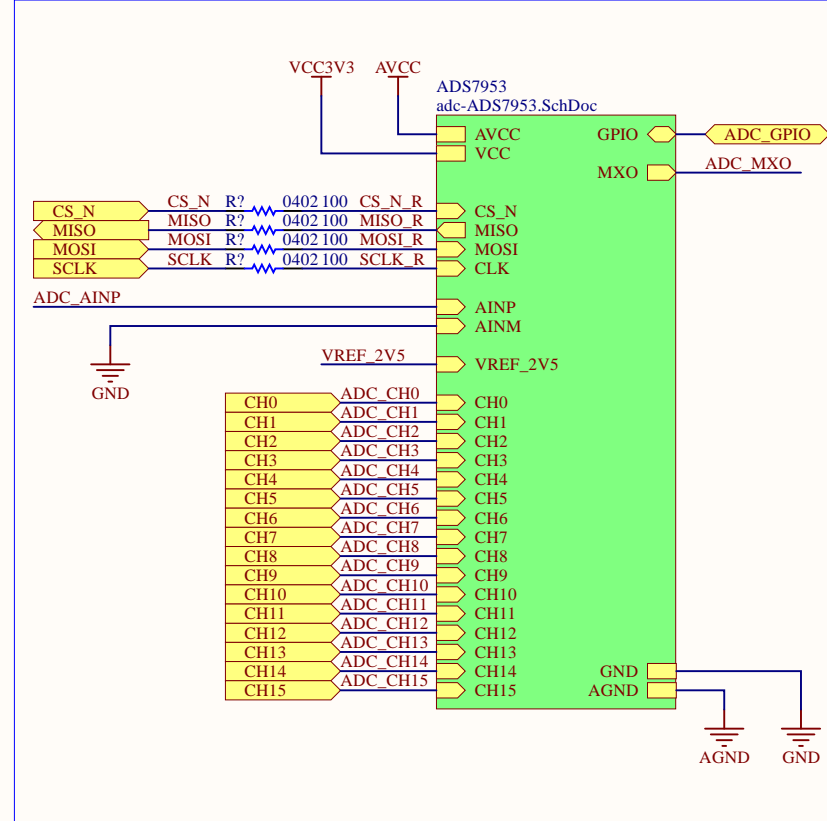 VCC3V3 AVCC
ADS7953
adc-ADS7953.SchDoc
AVCC GPIO ADC_GPIO
VCC
MXO ADC_MXO
CS_N CS_N R? 0402 100 CS_N_R CS_N
MISO MISO R? 0402 100 MISO_R MISO
MOSI MOSI R? 0402 100 MOSI_R MOSI
SCLK SCLK R? 0402 100 SCLK_R CLK
ADC_AINP AINP
AINM
GND
VREF_2V5 VREF_2V5
CH0 ADC_CH0 CH0
CH1 ADC_CH1 CH1
CH2 ADC_CH2 CH2
CH3 ADC_CH3 CH3
CH4 ADC_CH4 CH4
CH5 ADC_CH5 CH5
CH6 ADC_CH6 CH6
CH7 ADC_CH7 CH7
CH8 ADC_CH8 CH8
CH9 ADC_CH9 CH9
CH10 ADC_CH10 CH10
CH11 ADC_CH11 CH11
CH12 ADC_CH12 CH12
CH13 ADC_CH13 CH13
CH14 ADC_CH14 CH14 GND
CH15 ADC_CH15 CH15 AGND
AGND GND